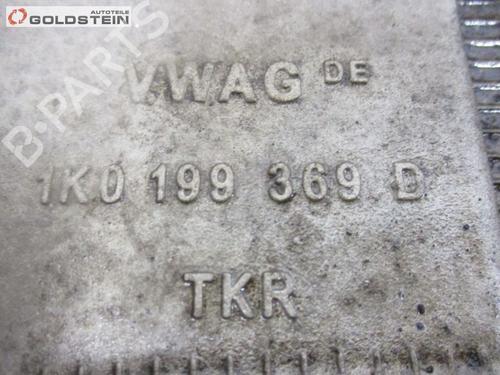 AUTOTEILE
GOLDSTEIN
B-PARTS
VWAG DE
1K0 199 369 D
TKR